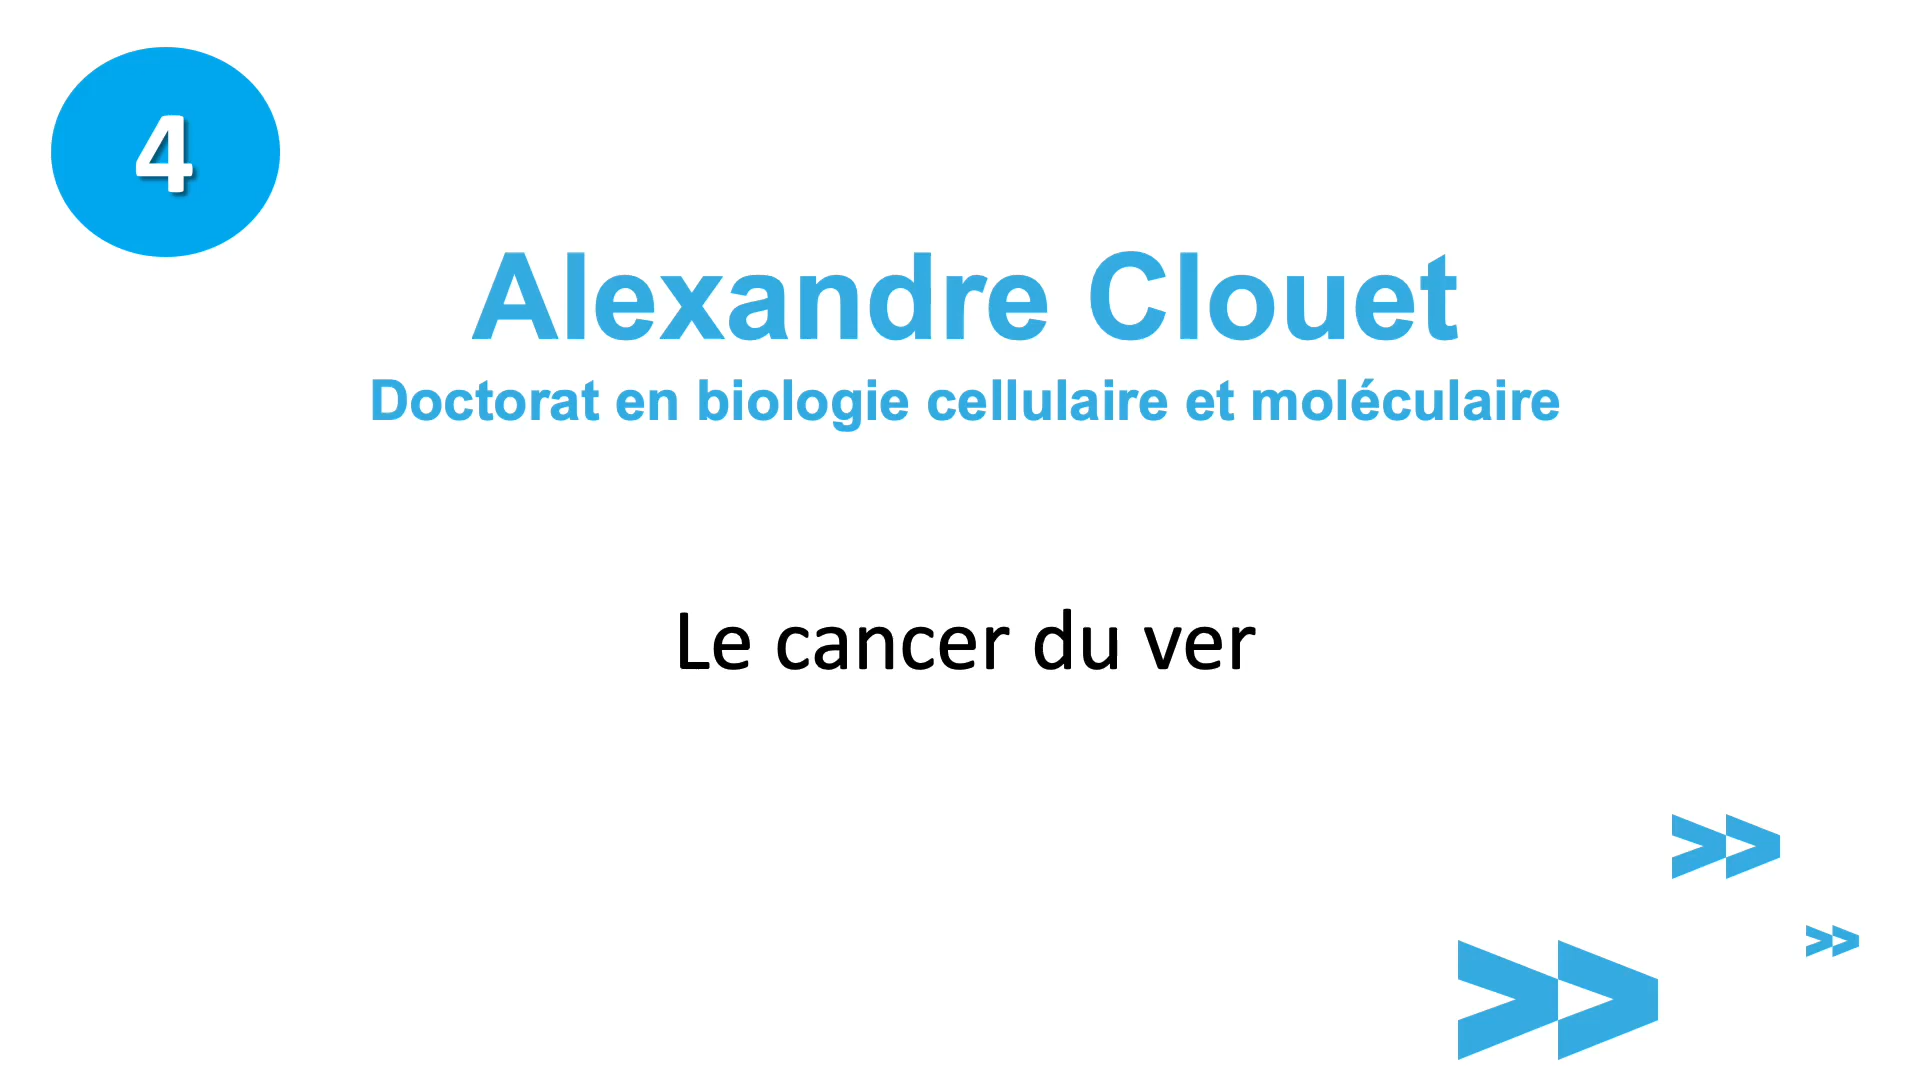 4
Alexandre Clouet
Doctorat en biologie cellulaire et moléculaire
Le cancer du ver